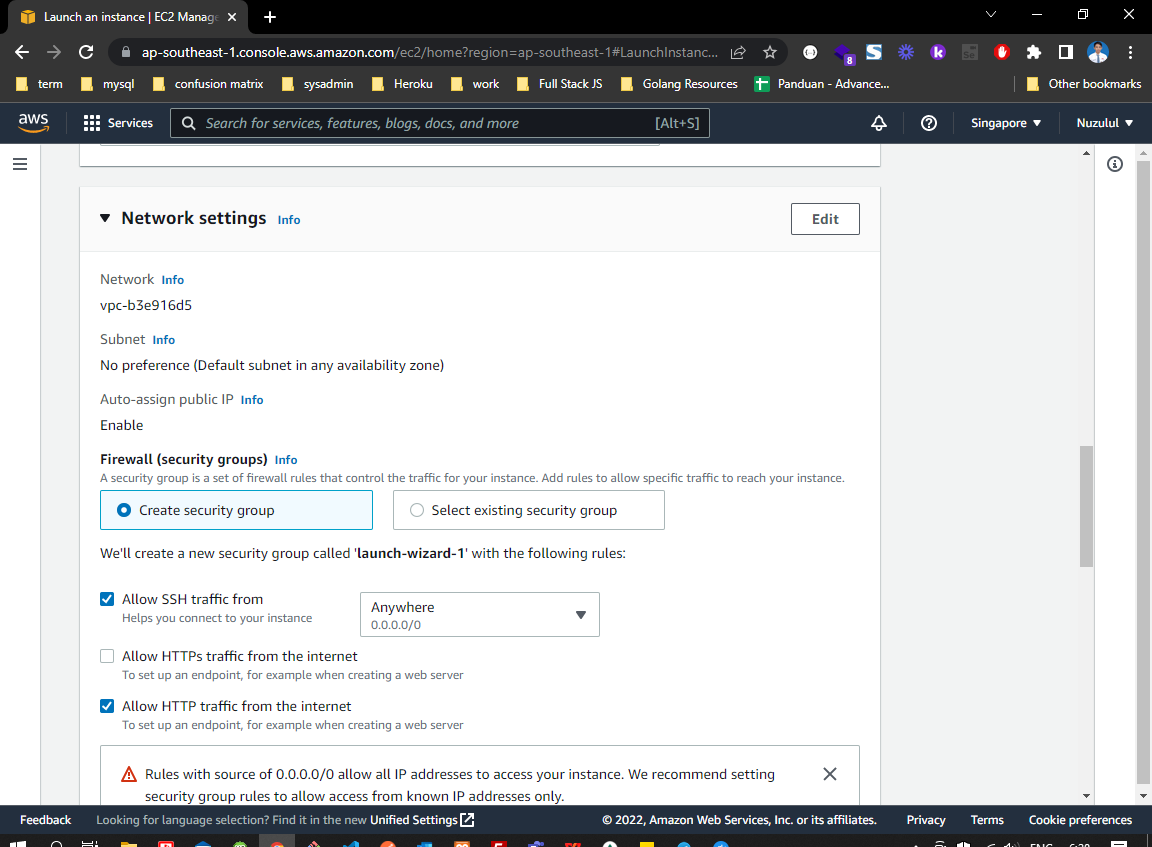 Launch an instance | EC2 Manage
ap-southeast-1.console.aws.amazon.com/ec2/home?region=ap-southeast-1#LaunchInstanc...
8
term
mysql
confusion matrix
sysadmin
Heroku
work
Full Stack JS
Golang Resources
Panduan - Advance...
Other bookmarks
aws
Services
Search for services, features, blogs, docs, and more
[Alt+S]
Singapore
Nuzulul
Network settings Info
Edit
Network Info
vpc-b3e916d5
Subnet Info
No preference (Default subnet in any availability zone)
Auto-assign public IP Info
Enable
Firewall (security groups) Info
A security group is a set of firewall rules that control the traffic for your instance. Add rules to allow specific traffic to reach your instance.
Create security group
Select existing security group
We'll create a new security group called 'launch-wizard-1' with the following rules:
Allow SSH traffic from
Helps you connect to your instance
Anywhere
0.0.0.0/0
Allow HTTPs traffic from the internet
To set up an endpoint, for example when creating a web server
Allow HTTP traffic from the internet
To set up an endpoint, for example when creating a web server
Rules with source of 0.0.0.0/0 allow all IP addresses to access your instance. We recommend setting
security group rules to allow access from known IP addresses only.
Feedback
Looking for language selection? Find it in the new Unified Settings
© 2022, Amazon Web Services, Inc. or its affiliates.
Privacy
Terms
Cookie preferences